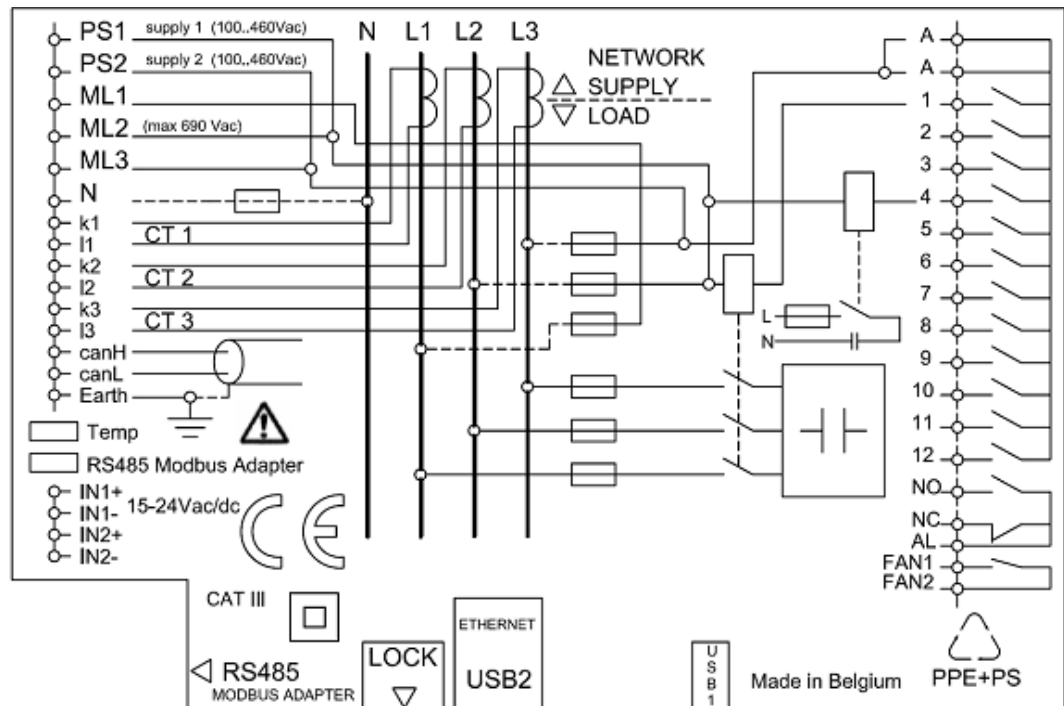 PS1 supply 1 (100..460Vac)
PS2 supply 2 (100..460Vac)
ML1
ML2 (max 690 Vac)
ML3
N
k1
l1 CT 1
k2
l2 CT 2
k3
l3 CT 3
canH
canL
Earth
Temp
RS485 Modbus Adapter
IN1+
IN1- 15-24Vac/dc
IN2+
IN2-
CE
N L1 L2 L3
NETWORK
SUPPLY
LOAD
L
N
A
A
1
2
3
4
5
6
7
8
9
10
11
12
NO
NC
AL
FAN1
FAN2
CAT III
RS485
MODBUS ADAPTER
LOCK
ETHERNET
USB2
USB1
Made in Belgium
PPE+PS